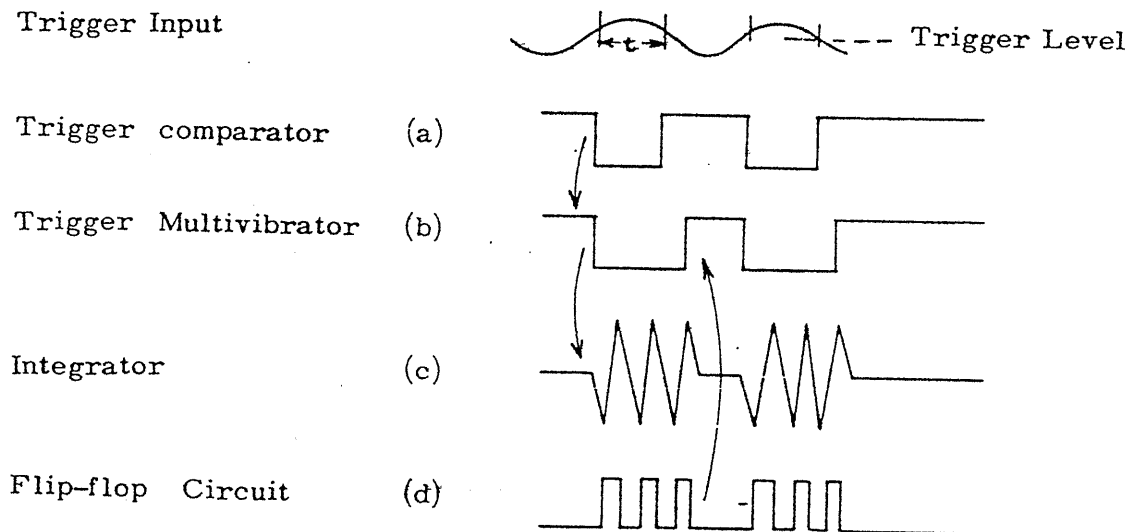 Trigger Input
t
Trigger Level
Trigger comparator (a)
Trigger Multivibrator (b)
Integrator (c)
Flip-flop Circuit (d)